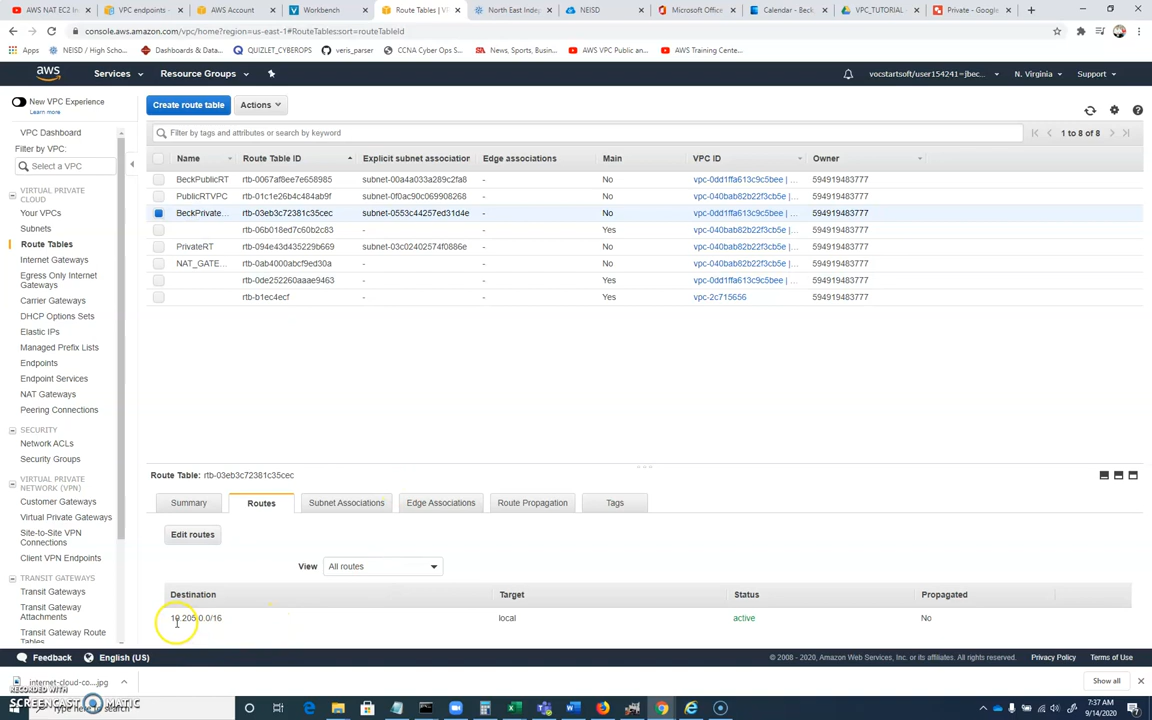 AWS NAT EC2 In
VPC endpoints -
AWS Account
Workbench
Route Tables | V
North East Indep
NEISD
Microsoft Office
Calendar - Beck
VPC_TUTORIAL
Private - Google
console.aws.amazon.com/vpc/home?region=us-east-1#RouteTables:sort=routeTableId
Apps
NEISD / High Scho...
Dashboards & Data...
QUIZLET_CYBEROPS
veris_parser
CCNA Cyber Ops S...
News, Sports, Busin...
AWS VPC Public an...
AWS Training Cente...
aws
Services
Resource Groups
vocstartsoft/user154241=jbec...
N. Virginia
Support
New VPC Experience
Learn more
VPC Dashboard
Filter by VPC:
Select a VPC
VIRTUAL PRIVATE
CLOUD
Your VPCs
Subnets
Route Tables
Internet Gateways
Egress Only Internet
Gateways
Carrier Gateways
DHCP Options Sets
Elastic IPs
Managed Prefix Lists
Endpoints
Endpoint Services
NAT Gateways
Peering Connections
SECURITY
Network ACLs
Security Groups
VIRTUAL PRIVATE
NETWORK (VPN)
Customer Gateways
Virtual Private Gateways
Site-to-Site VPN
Connections
Client VPN Endpoints
TRANSIT GATEWAYS
Transit Gateways
Transit Gateway
Attachments
Transit Gateway Route
Tables
Create route table
Actions
Filter by tags and attributes or search by keyword
1 to 8 of 8
Name Route Table ID Explicit subnet association Edge associations Main VPC ID Owner
BeckPublicRT rtb-0067af8ee7e658985 subnet-00a4a033a289c2fa8 - No vpc-0dd1ffa613c9c5bee | ... 594919483777
PublicRTVPC rtb-01c1e26b4c484ab9f subnet-0f0ac90c069908268 - No vpc-040bab82b22f3cb5e |... 594919483777
BeckPrivate... rtb-03eb3c72381c35cec subnet-0553c44257ed31d4e - No vpc-0dd1ffa613c9c5bee | ... 594919483777
rtb-06b018ed7c60b2c83 - - Yes vpc-040bab82b22f3cb5e |... 594919483777
PrivateRT rtb-094e43d435229b669 subnet-03c02402574f0886e - No vpc-040bab82b22f3cb5e |... 594919483777
NAT_GATE... rtb-0ab4000abcf9ed30a - - No vpc-040bab82b22f3cb5e |... 594919483777
rtb-0de252260aaae9463 - - Yes vpc-0dd1ffa613c9c5bee | ... 594919483777
rtb-b1ec4ecf - - Yes vpc-2c715656 594919483777
Route Table: rtb-03eb3c72381c35cec
Summary
Routes
Subnet Associations
Edge Associations
Route Propagation
Tags
Edit routes
View All routes
Destination Target Status Propagated
10.205.0.0/16 local active No
Feedback
English (US)
© 2008 - 2020, Amazon Web Services, Inc. or its affiliates. All rights reserved.
Privacy Policy
Terms of Use
internet-cloud-co....jpg
Show all
RECORDED WITH
SCREENCAST MATIC
Type here to search
7:37 AM
9/14/2020